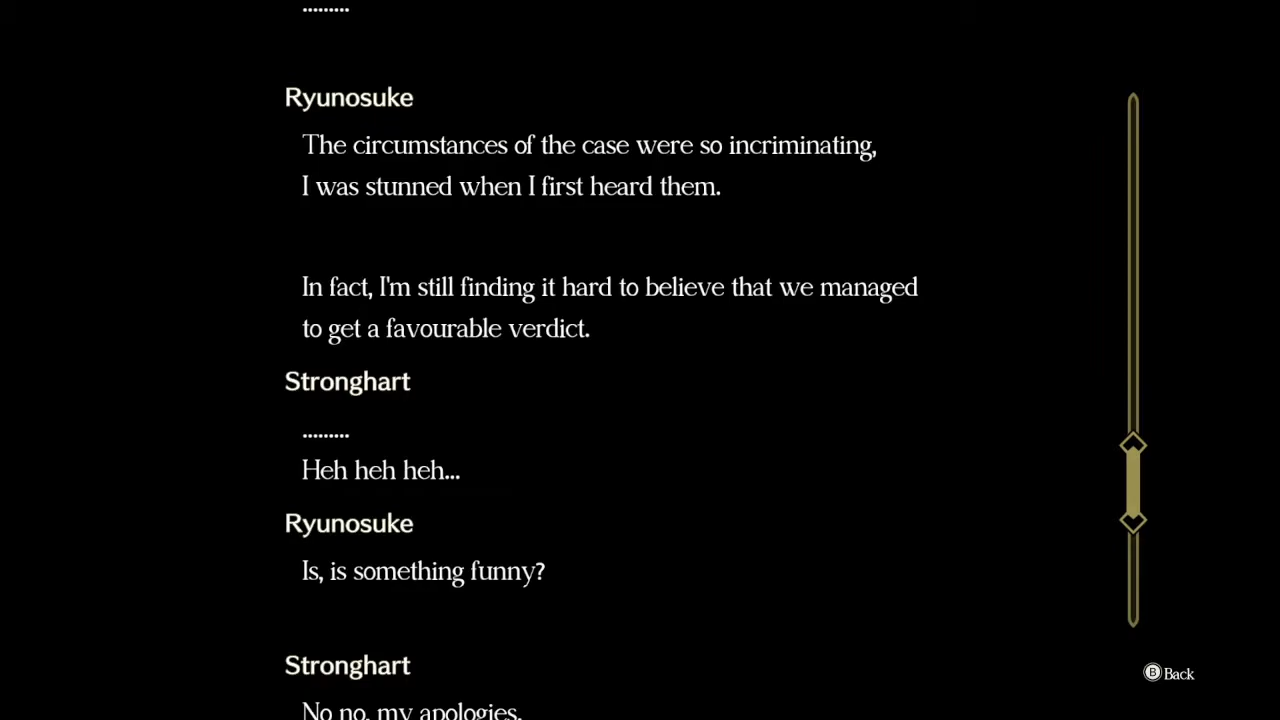 .........
Ryunosuke
The circumstances of the case were so incriminating,
I was stunned when I first heard them.
In fact, I'm still finding it hard to believe that we managed
to get a favourable verdict.
Stronghart
.........
Heh heh heh...
Ryunosuke
Is, is something funny?
Stronghart
No no, my apologies.
B Back